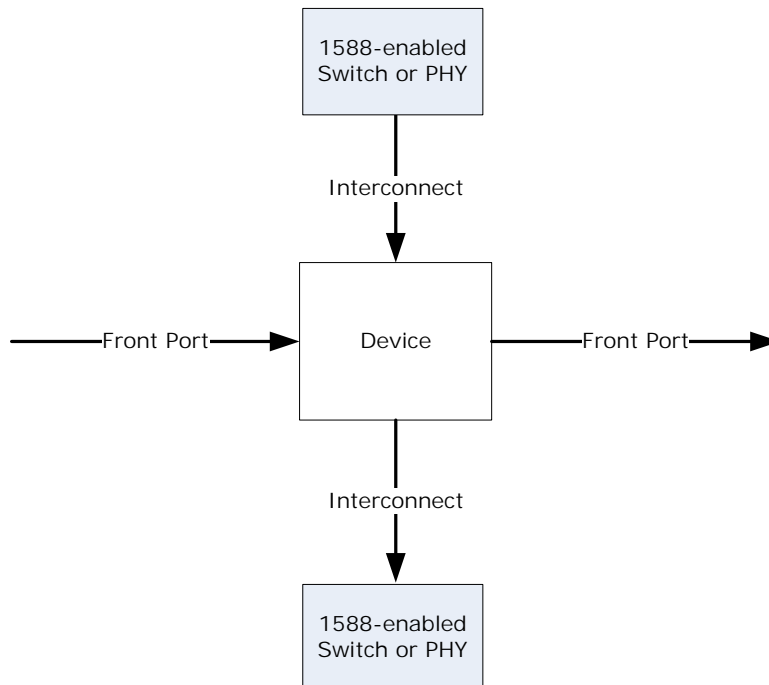 1588-enabled
Switch or PHY
Interconnect
Front Port
Device
Front Port
Interconnect
1588-enabled
Switch or PHY